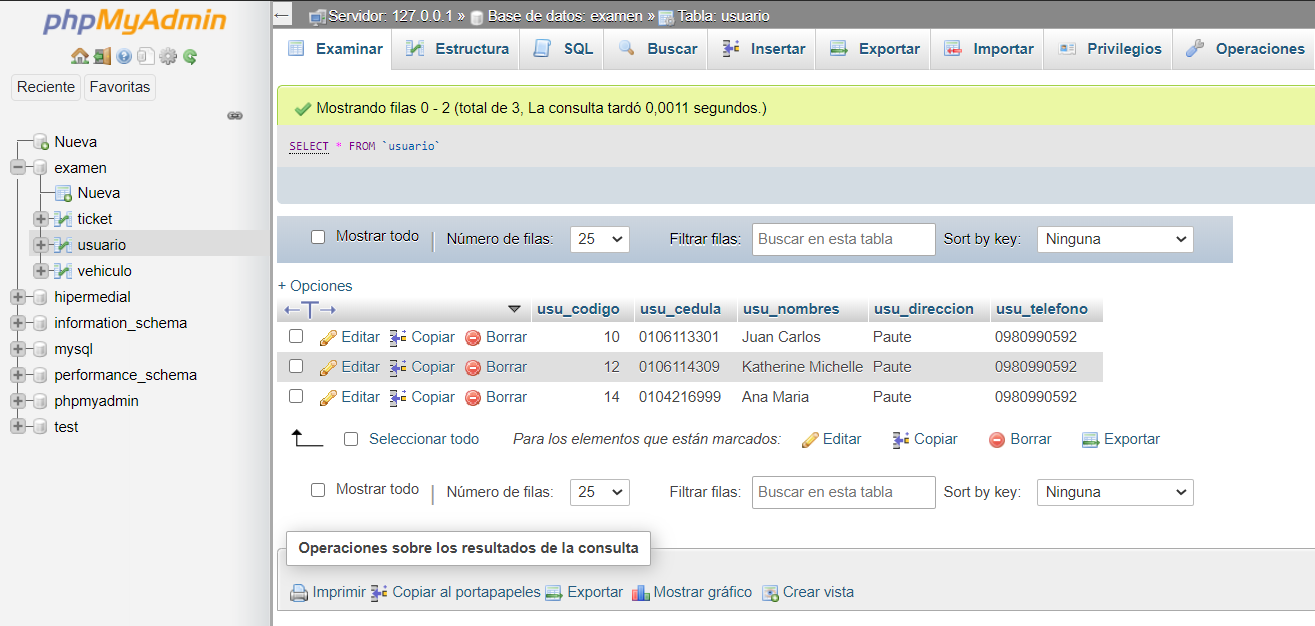 phpMyAdmin
Reciente Favoritas
Nueva
examen
Nueva
ticket
usuario
vehiculo
hipermedial
information_schema
mysql
performance_schema
phpmyadmin
test
Servidor: 127.0.0.1 » Base de datos: examen » Tabla: usuario
Examinar Estructura SQL Buscar Insertar Exportar Importar Privilegios Operaciones
Mostrando filas 0 - 2 (total de 3, La consulta tardó 0,0011 segundos.)
SELECT * FROM `usuario`
Mostrar todo | Número de filas: 25 Filtrar filas: Buscar en esta tabla Sort by key: Ninguna
+ Opciones
←T→ usu_codigo usu_cedula usu_nombres usu_direccion usu_telefono
Editar Copiar Borrar 10 0106113301 Juan Carlos Paute 0980990592
Editar Copiar Borrar 12 0106114309 Katherine Michelle Paute 0980990592
Editar Copiar Borrar 14 0104216999 Ana Maria Paute 0980990592
Seleccionar todo Para los elementos que están marcados: Editar Copiar Borrar Exportar
Mostrar todo | Número de filas: 25 Filtrar filas: Buscar en esta tabla Sort by key: Ninguna
Operaciones sobre los resultados de la consulta
Imprimir Copiar al portapapeles Exportar Mostrar gráfico Crear vista